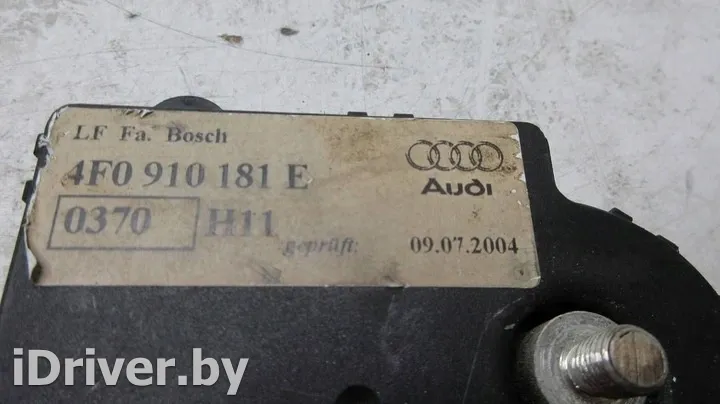 LF Fa. Bosch
4F0 910 181 E
Audi
0370 H11
geprüft: 09.07.2004
iDriver.by